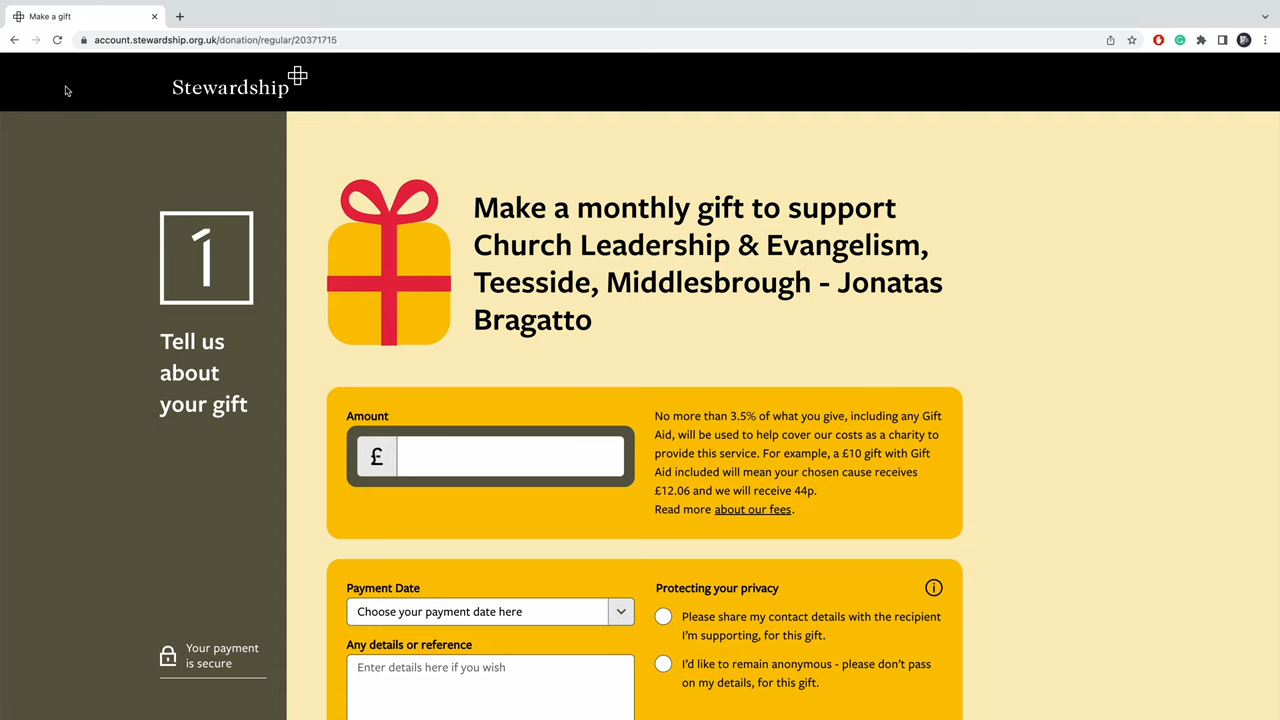 Make a gift
account.stewardship.org.uk/donation/regular/20371715
Stewardship
1
Tell us
about
your gift
Your payment
is secure
Make a monthly gift to support
Church Leadership & Evangelism,
Teesside, Middlesbrough - Jonatas
Bragatto
Amount
£
No more than 3.5% of what you give, including any Gift
Aid, will be used to help cover our costs as a charity to
provide this service. For example, a £10 gift with Gift
Aid included will mean your chosen cause receives
£12.06 and we will receive 44p.
Read more about our fees.
Payment Date
Choose your payment date here
Any details or reference
Enter details here if you wish
Protecting your privacy
Please share my contact details with the recipient
I'm supporting, for this gift.
I'd like to remain anonymous - please don't pass
on my details, for this gift.